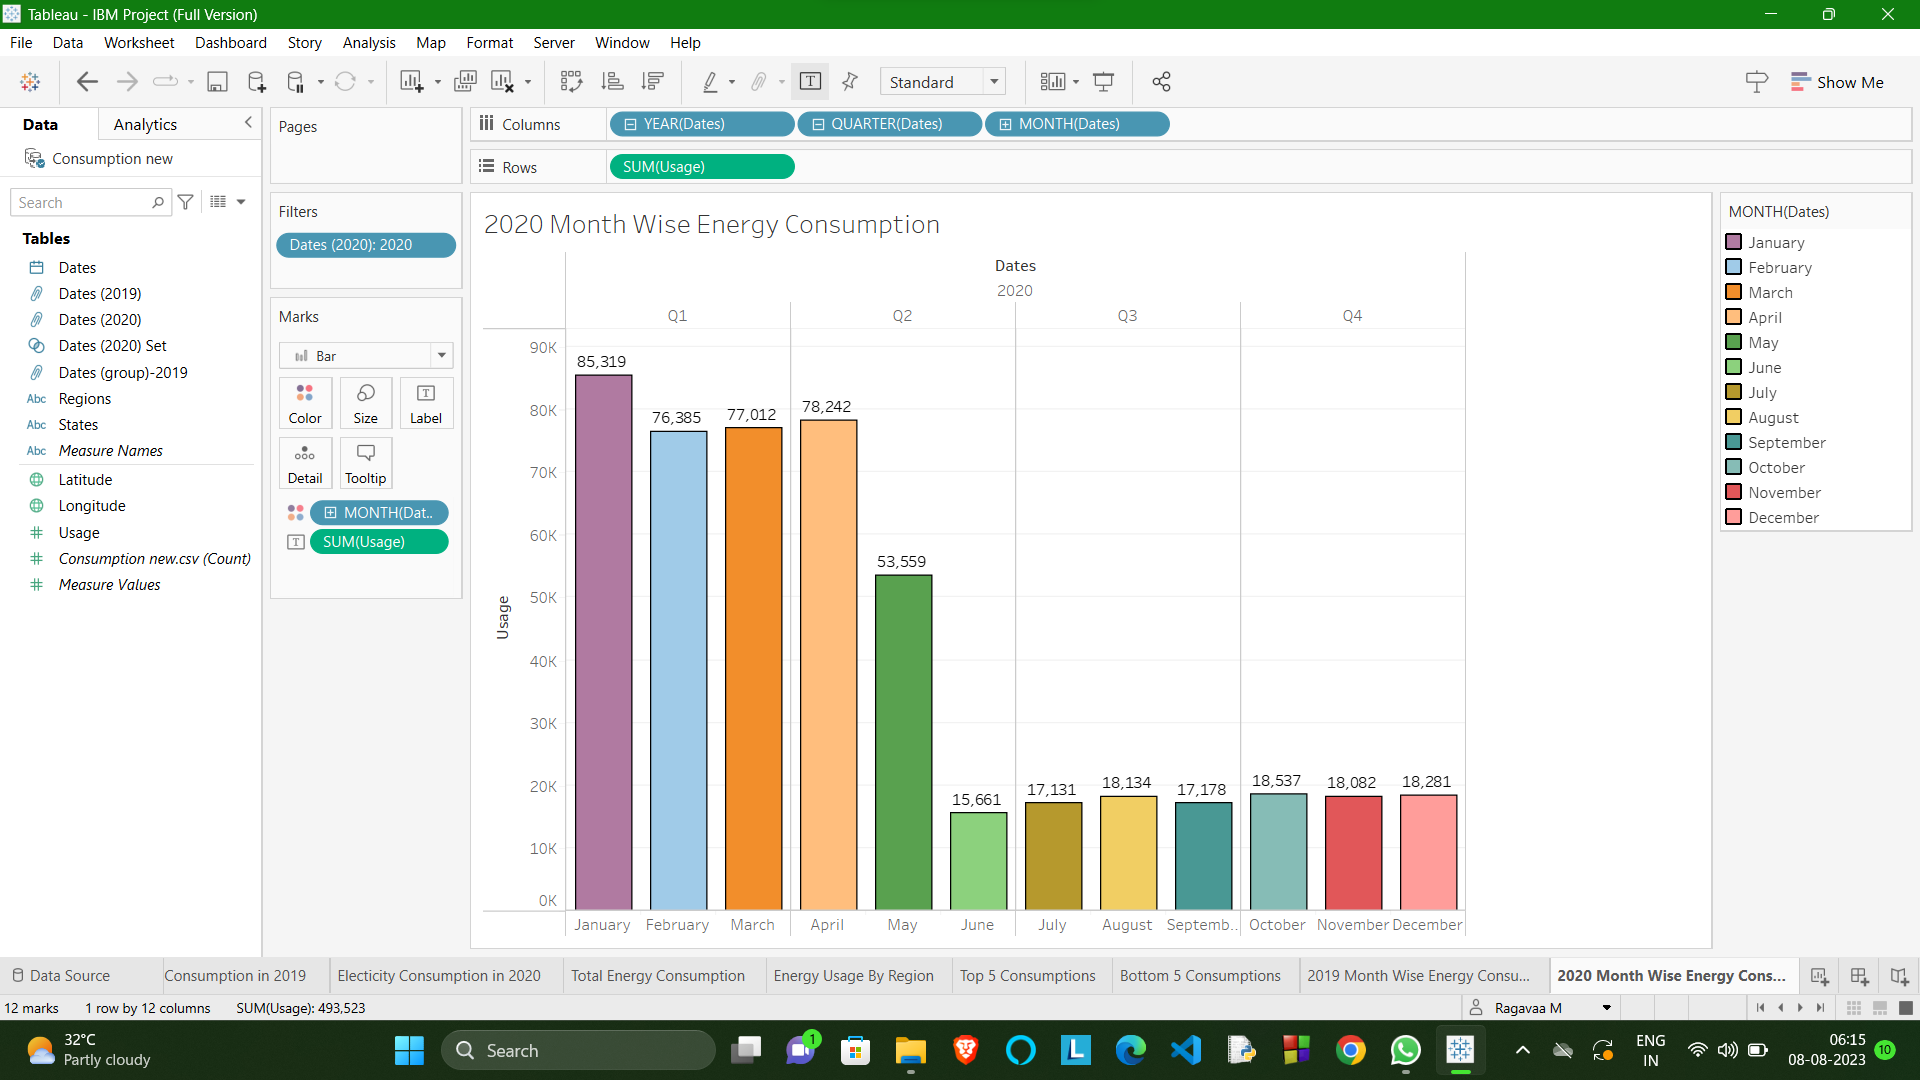 Tableau - IBM Project (Full Version)
File Data Worksheet Dashboard Story Analysis Map Format Server Window Help
Standard
Show Me
Data Analytics
Consumption new
Search
Tables
Dates
Dates (2019)
Dates (2020)
Dates (2020) Set
Dates (group)-2019
Abc Regions
Abc States
Abc Measure Names
Latitude
Longitude
Usage
Consumption new.csv (Count)
Measure Values
Pages
Filters
Dates (2020): 2020
Marks
Bar
Color Size Label
Detail Tooltip
MONTH(Dat..
SUM(Usage)
Columns YEAR(Dates) QUARTER(Dates) MONTH(Dates)
Rows SUM(Usage)
2020 Month Wise Energy Consumption
Dates
2020
Q1 Q2 Q3 Q4
Usage
90K
80K
70K
60K
50K
40K
30K
20K
10K
0K
85,319
76,385
77,012
78,242
53,559
15,661
17,131
18,134
17,178
18,537
18,082
18,281
January February March April May June July August Septemb.. October November December
MONTH(Dates)
January
February
March
April
May
June
July
August
September
October
November
December
Data Source Consumption in 2019 Electicity Consumption in 2020 Total Energy Consumption Energy Usage By Region Top 5 Consumptions Bottom 5 Consumptions 2019 Month Wise Energy Consu... 2020 Month Wise Energy Cons...
12 marks 1 row by 12 columns SUM(Usage): 493,523 Ragavaa M
32°C
Partly cloudy
Search
1
L
ENG
IN
06:15
08-08-2023
10